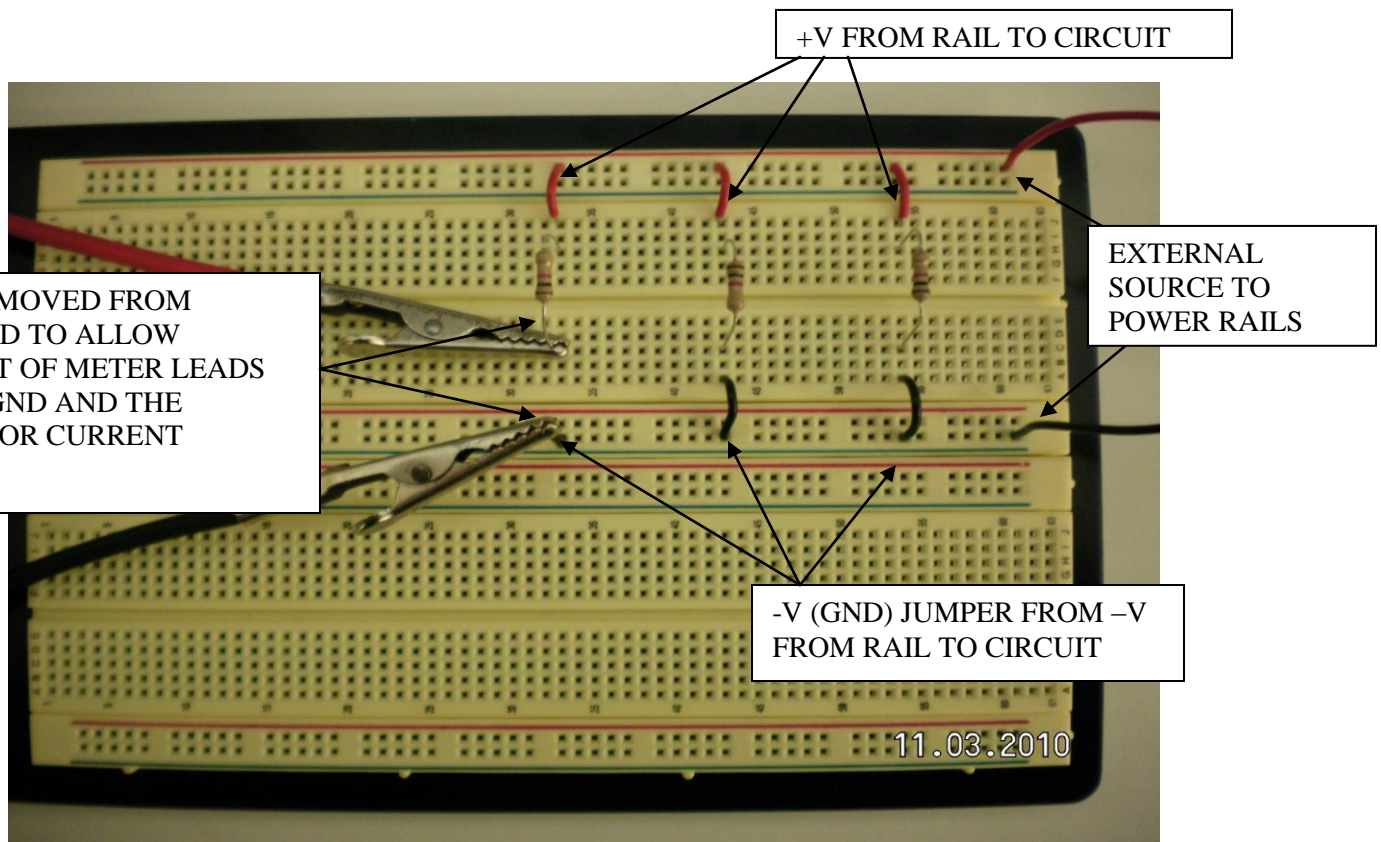 +V FROM RAIL TO CIRCUIT
EXTERNAL
SOURCE TO
POWER RAILS
MOVED FROM
D TO ALLOW
T OF METER LEADS
GND AND THE
OR CURRENT
-V (GND) JUMPER FROM –V
FROM RAIL TO CIRCUIT
11.03.2010